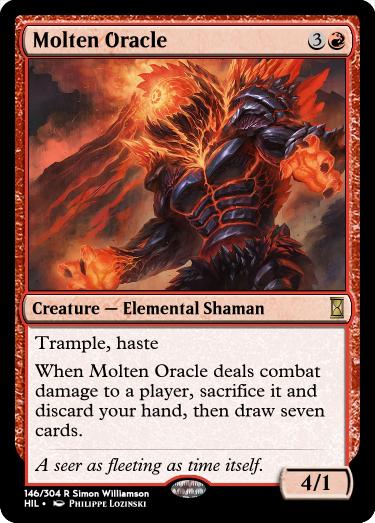 Molten Oracle 3
Creature — Elemental Shaman
Trample, haste
When Molten Oracle deals combat
damage to a player, sacrifice it and
discard your hand, then draw seven
cards.
A seer as fleeting as time itself.
4/1
146/304 R Simon Williamson
HIL • Philippe Lozinski